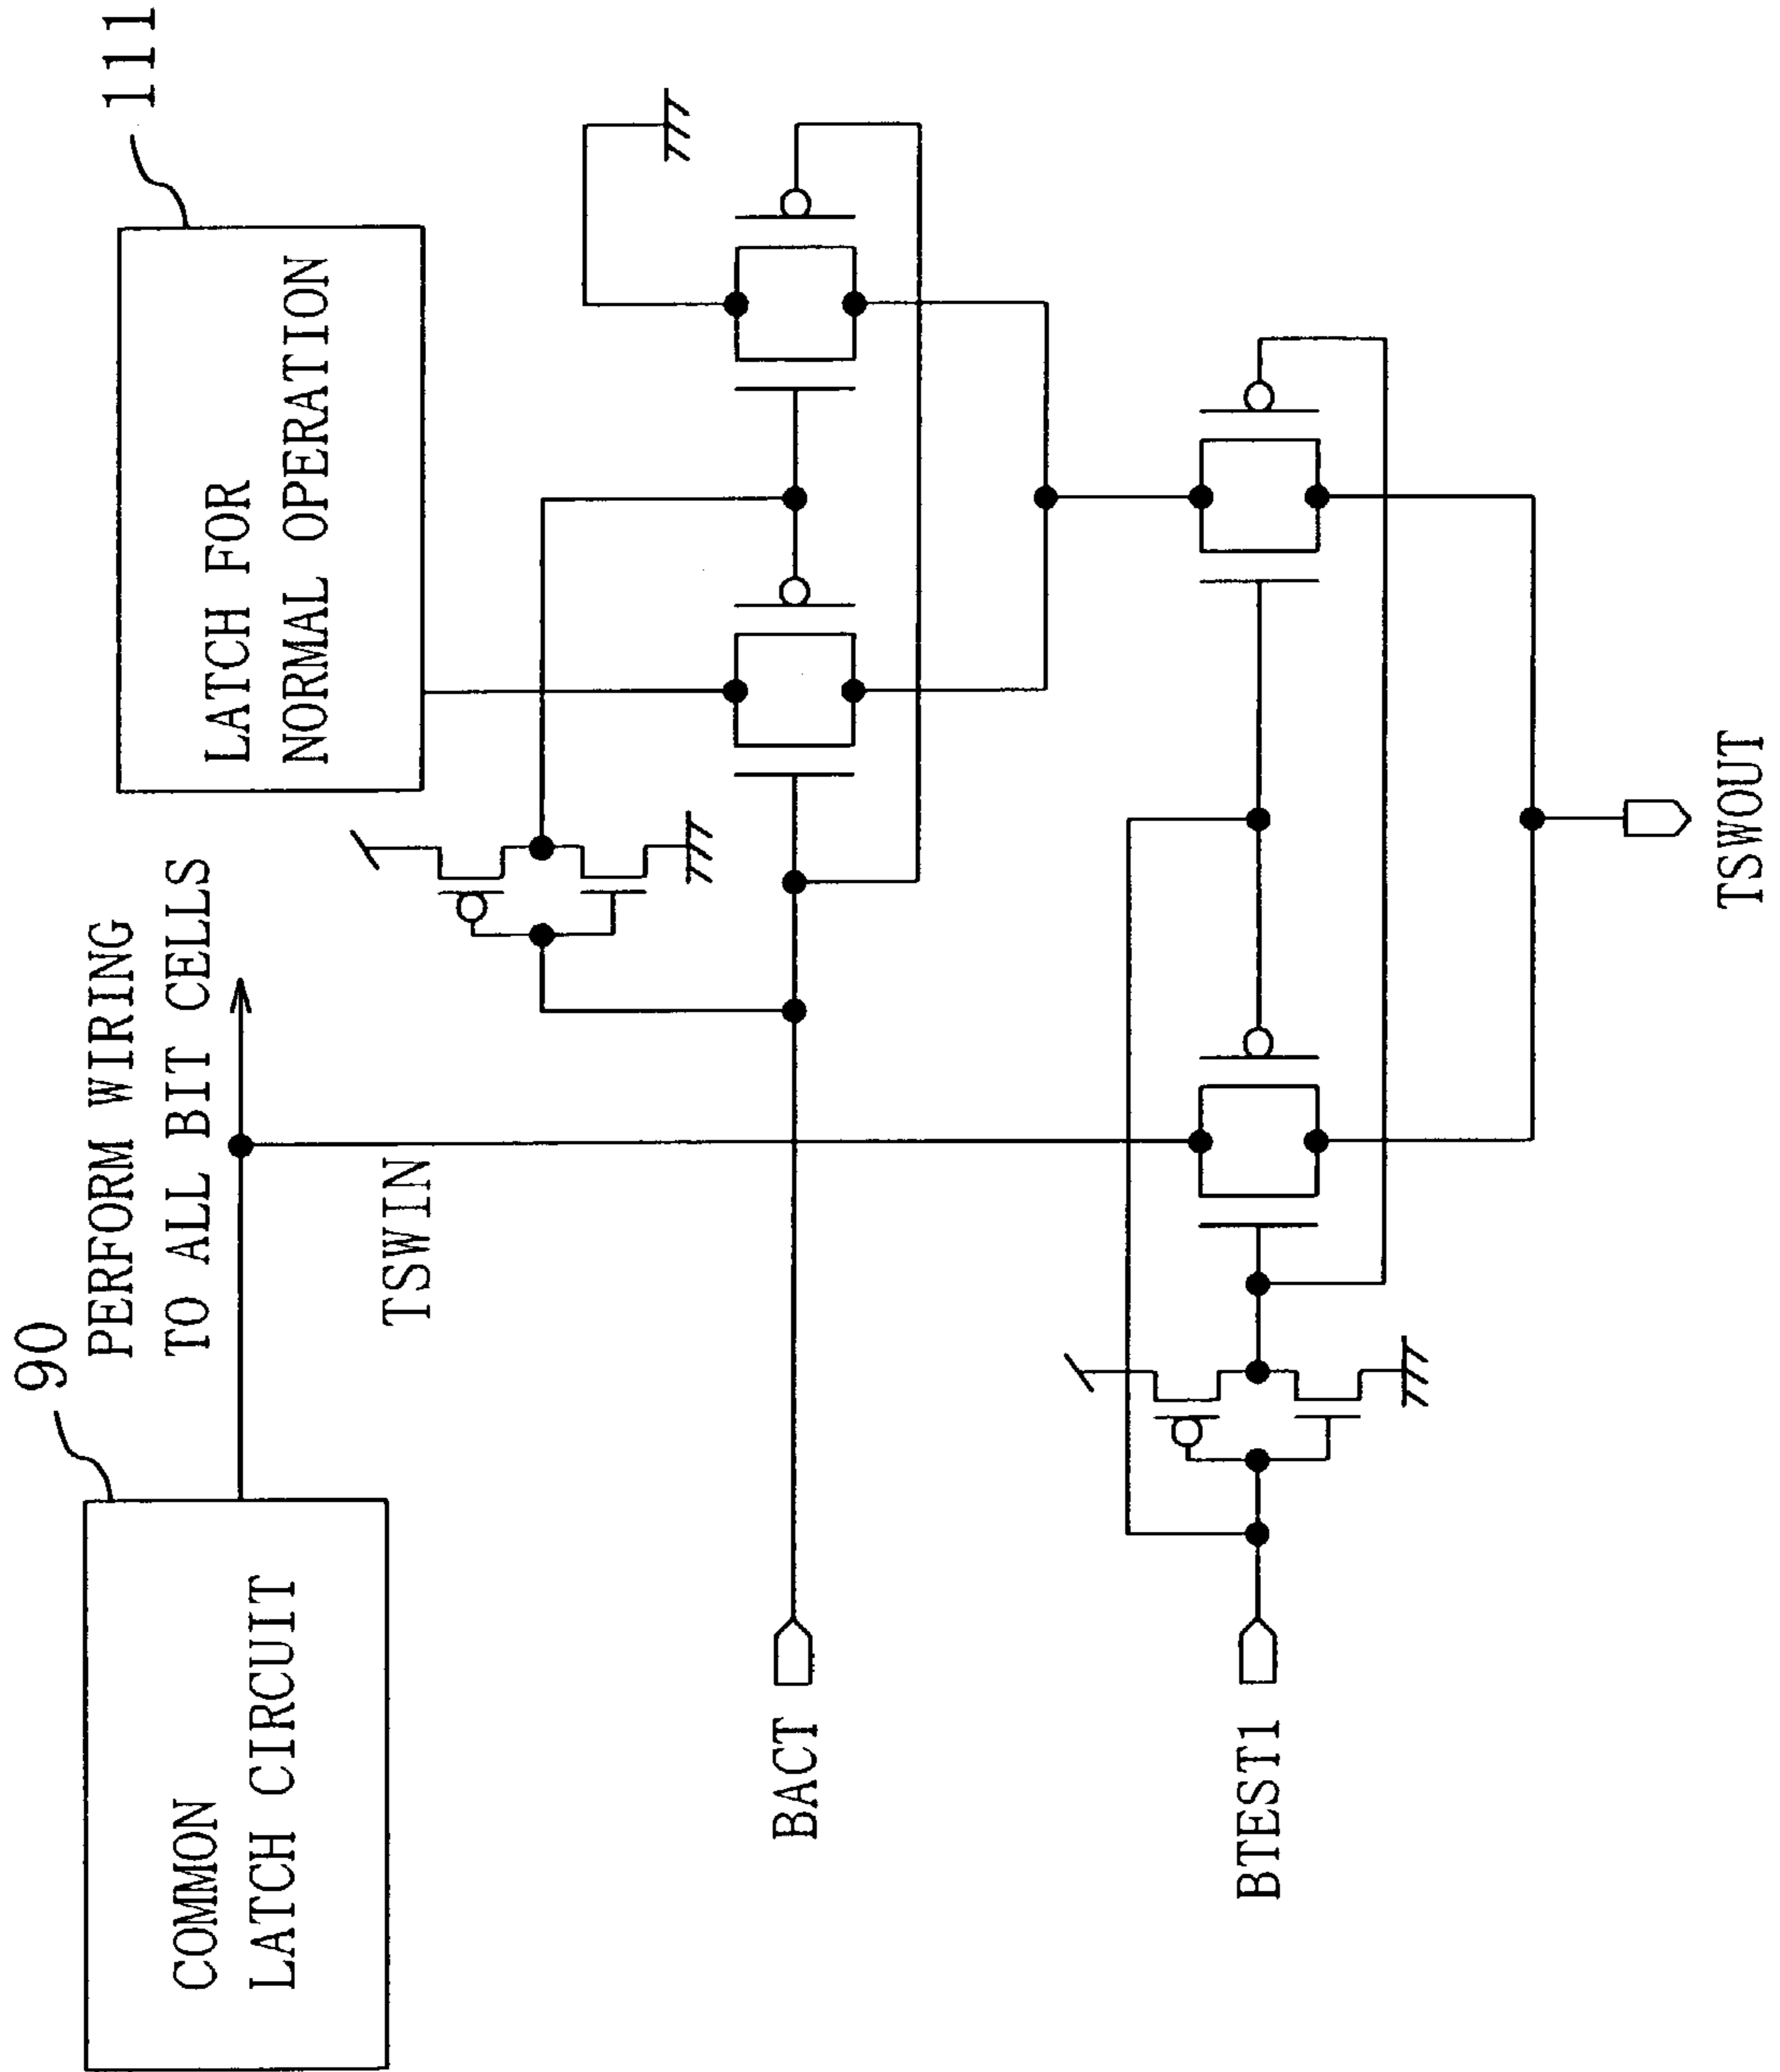 90
COMMON
LATCH CIRCUIT
PERFORM WIRING
TO ALL BIT CELLS
TSWIN
111
LATCH FOR
NORMAL OPERATION
BACT
BTEST1
TSWOUT